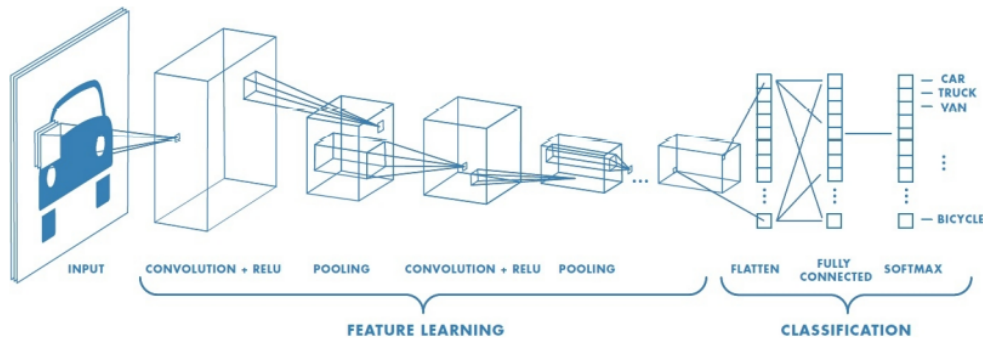 CAR
TRUCK
VAN
BICYCLE
INPUT
CONVOLUTION + RELU
POOLING
CONVOLUTION + RELU
POOLING
FLATTEN
FULLY
CONNECTED
SOFTMAX
FEATURE LEARNING
CLASSIFICATION